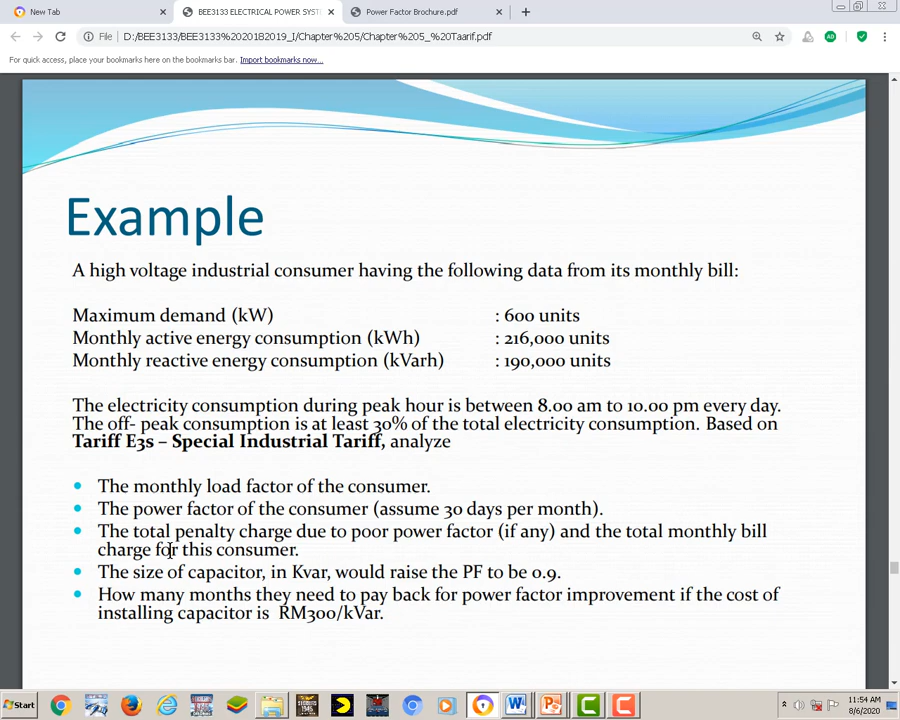 New Tab
BEE3133 ELECTRICAL POWER SYST
Power Factor Brochure.pdf
File
D:/BEE3133/BEE3133%2020182019_I/Chapter%205/Chapter%205_%20Taarif.pdf
For quick access, place your bookmarks here on the bookmarks bar. Import bookmarks now...
Example
A high voltage industrial consumer having the following data from its monthly bill:
Maximum demand (kW) : 600 units
Monthly active energy consumption (kWh) : 216,000 units
Monthly reactive energy consumption (kVarh) : 190,000 units
The electricity consumption during peak hour is between 8.00 am to 10.00 pm every day.
The off- peak consumption is at least 30% of the total electricity consumption. Based on
Tariff E3s – Special Industrial Tariff, analyze
The monthly load factor of the consumer.
The power factor of the consumer (assume 30 days per month).
The total penalty charge due to poor power factor (if any) and the total monthly bill
charge for this consumer.
The size of capacitor, in Kvar, would raise the PF to be 0.9.
How many months they need to pay back for power factor improvement if the cost of
installing capacitor is RM300/kVar.
Start
11:54 AM
8/6/2020